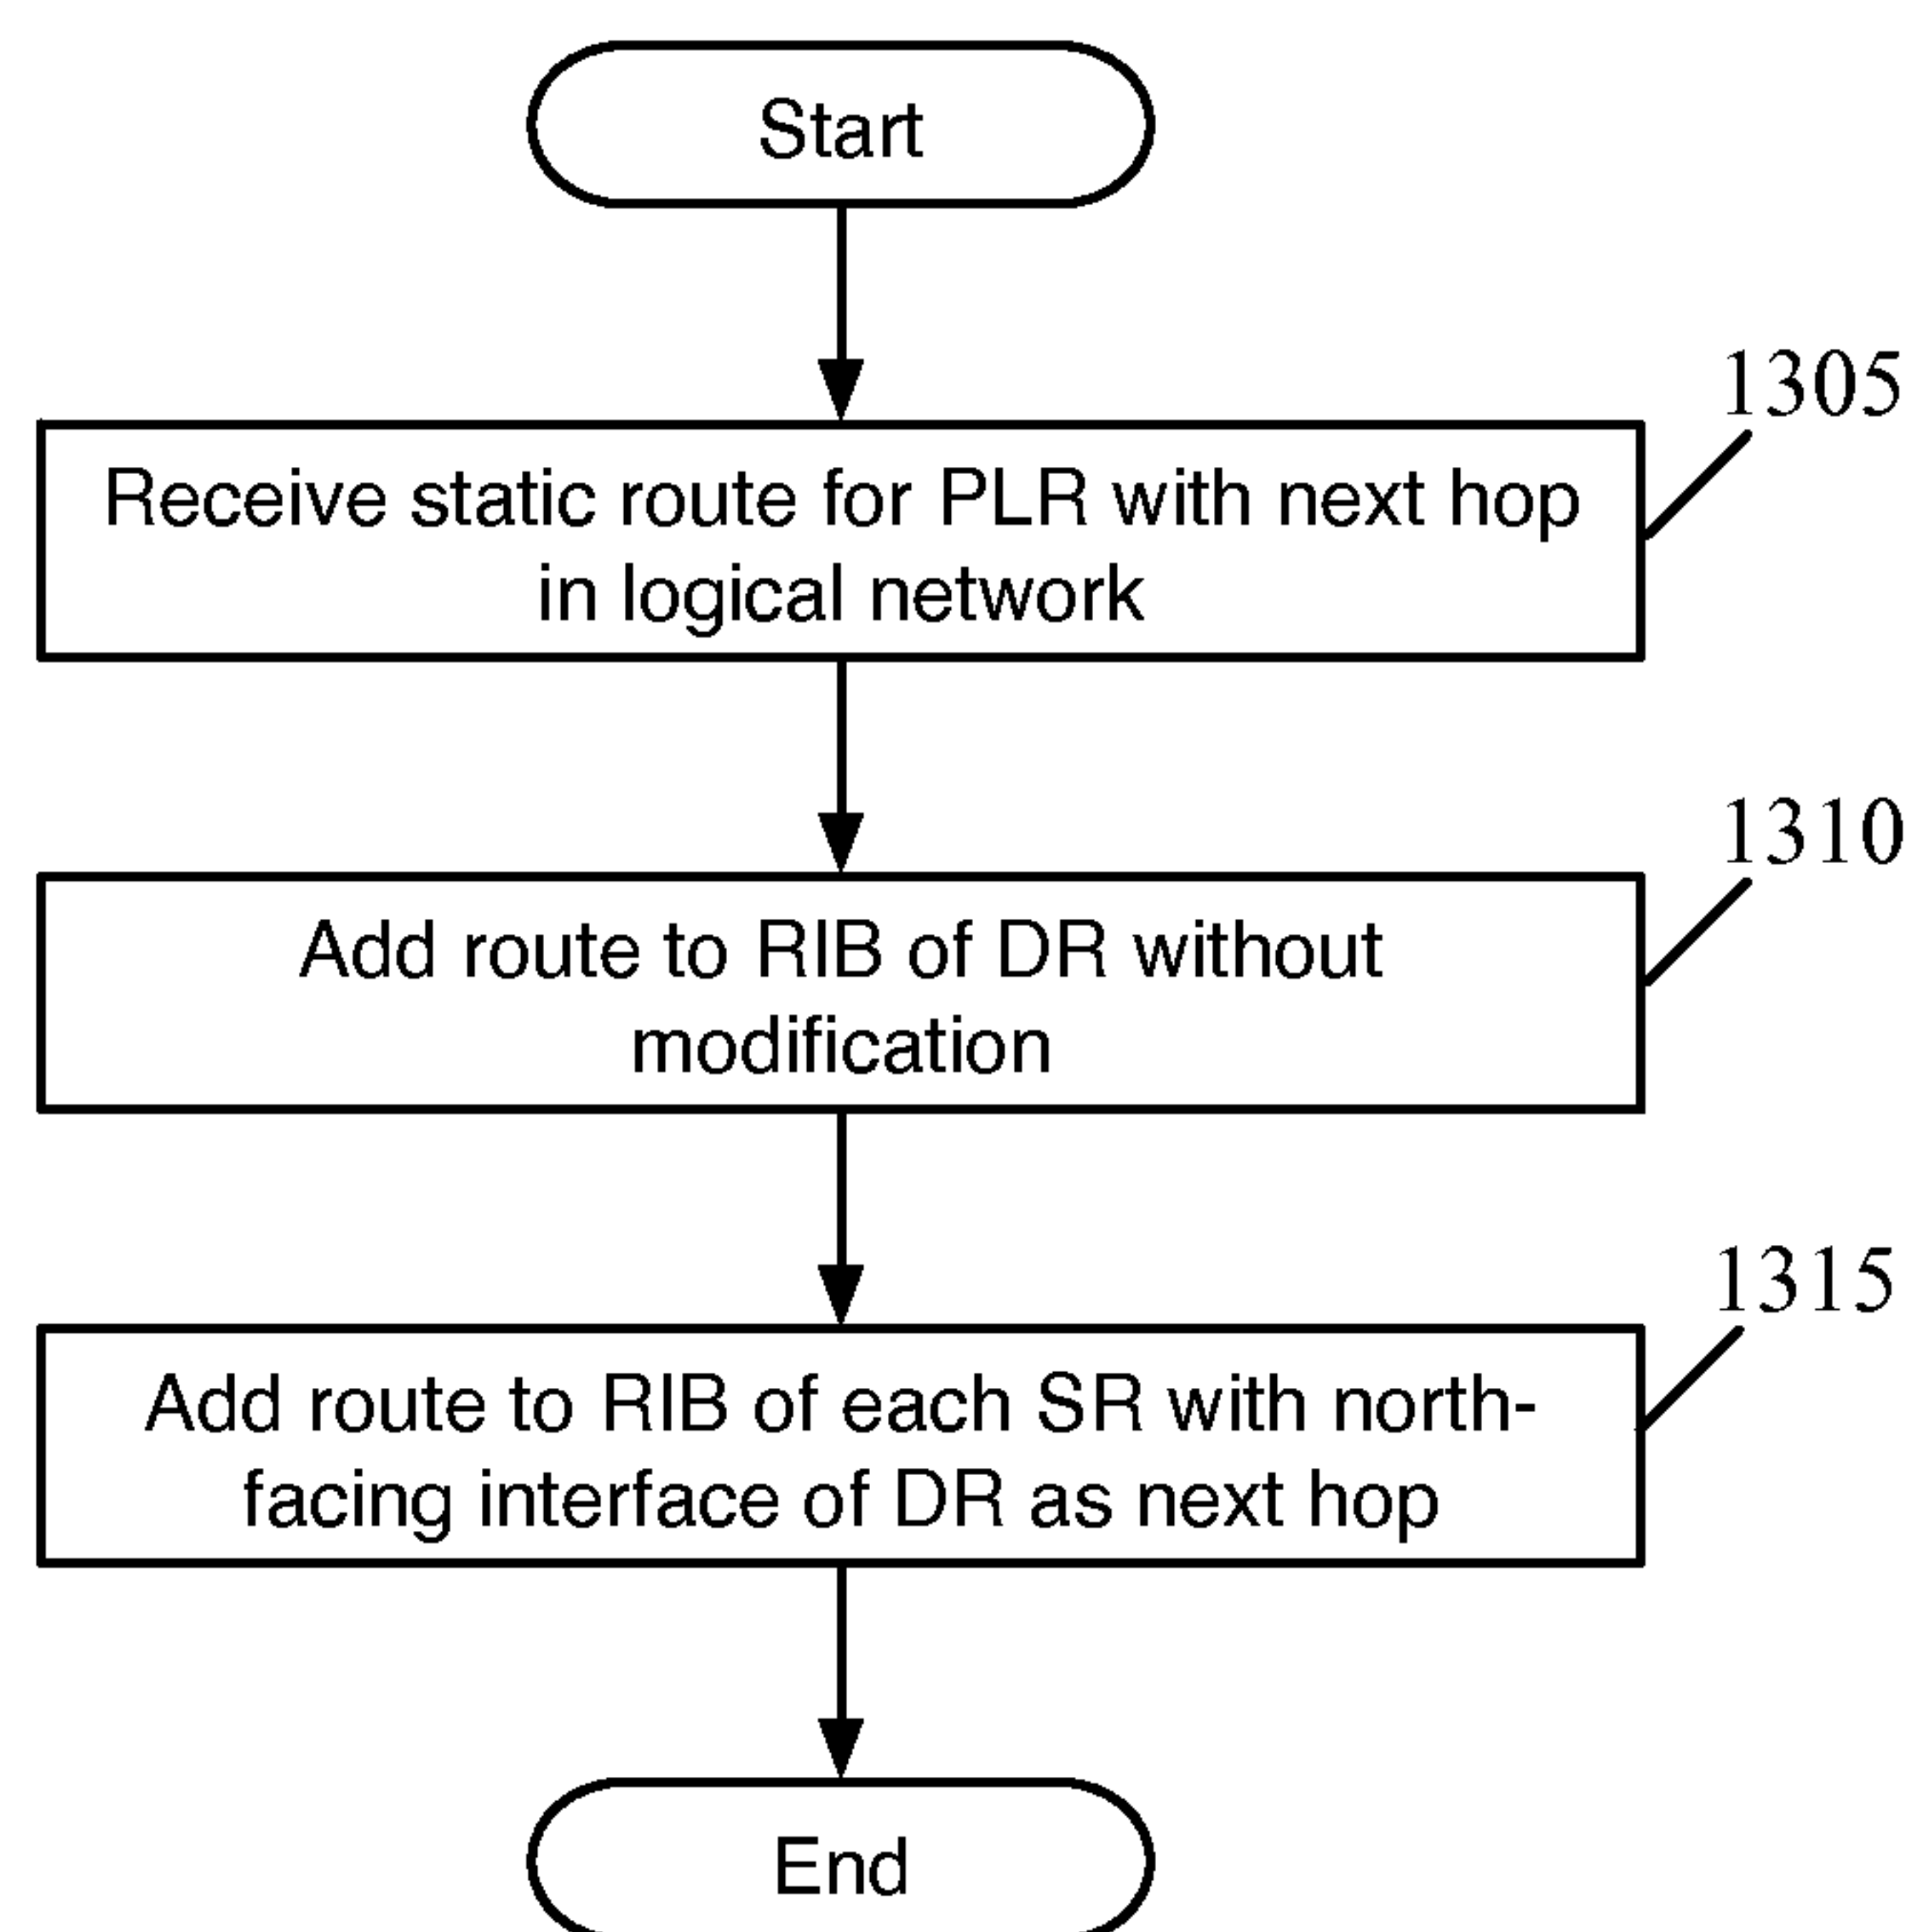 Start
1305
Receive static route for PLR with next hop
in logical network
1310
Add route to RIB of DR without
modification
1315
Add route to RIB of each SR with north-
facing interface of DR as next hop
End